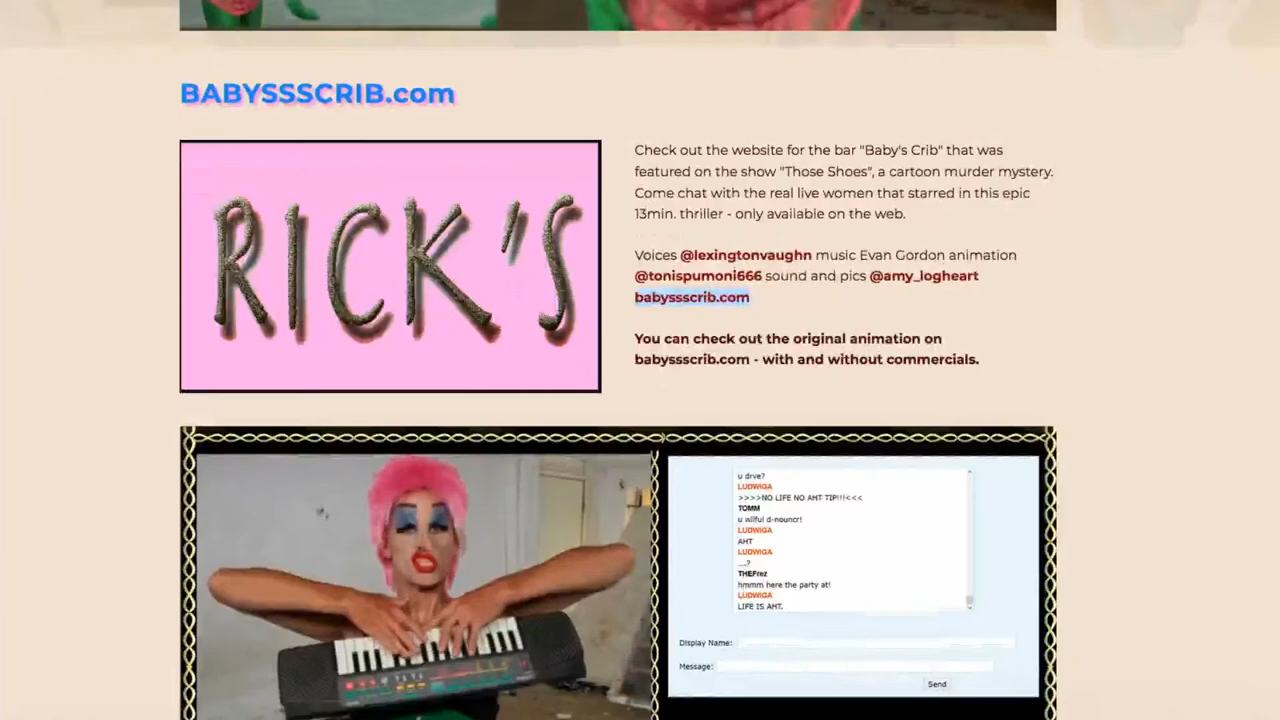 BABYSSSCRIB.com
RICK'S
Check out the website for the bar "Baby's Crib" that was
featured on the show "Those Shoes", a cartoon murder mystery.
Come chat with the real live women that starred in this epic
13min. thriller - only available on the web.
Voices @lexingtonvaughn music Evan Gordon animation
@tonispumoni666 sound and pics @amy_logheart
babyssscrib.com
You can check out the original animation on
babyssscrib.com - with and without commercials.
u drve?
LUDWIGA
>>>>NO LIFE NO AHT TIP!!!<<<
TOMM
u wilful d-nouncr!
LUDWIGA
AHT
LUDWIGA
...?
THEFrez
hmmm here the party at!
LUDWIGA
LIFE IS AHT.
Display Name:
Message:
Send